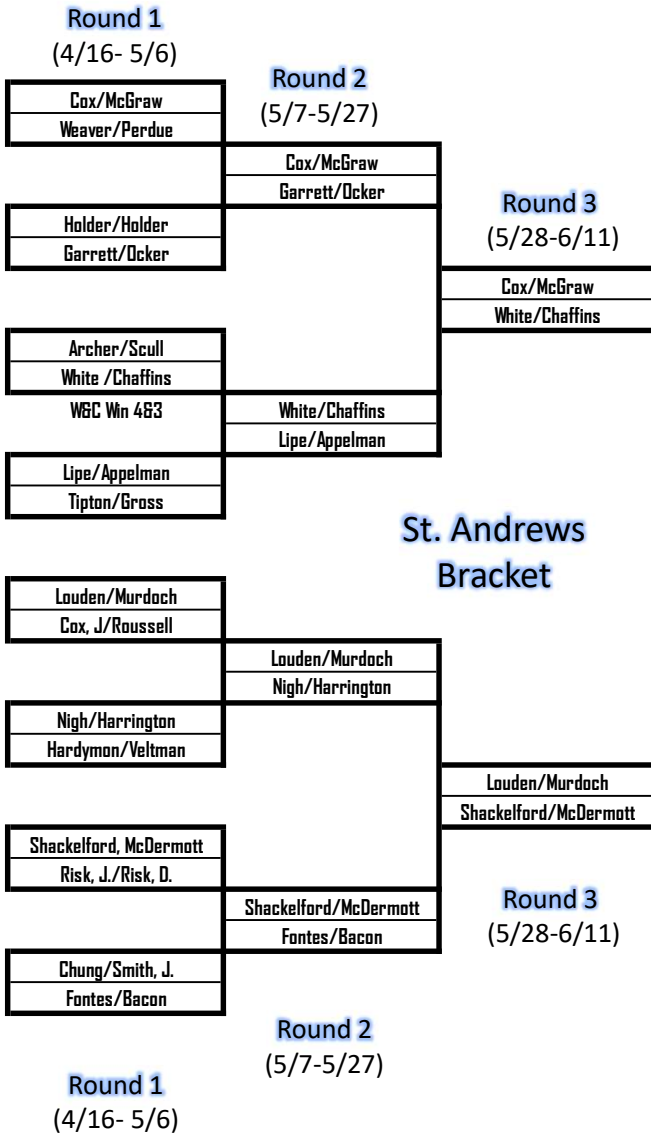 Round 1
(4/16- 5/6)
Round 2
(5/7-5/27)
Cox/McGraw
Weaver/Perdue
Cox/McGraw
Garrett/Ocker
Round 3
(5/28-6/11)
Holder/Holder
Garrett/Ocker
Cox/McGraw
White/Chaffins
Archer/Scull
White /Chaffins
W&C Win 4&3
White/Chaffins
Lipe/Appelman
Lipe/Appelman
Tipton/Gross
St. Andrews
Bracket
Louden/Murdoch
Cox, J/Roussell
Louden/Murdoch
Nigh/Harrington
Nigh/Harrington
Hardymon/Veltman
Louden/Murdoch
Shackelford/McDermott
Shackelford, McDermott
Risk, J./Risk, D.
Shackelford/McDermott
Fontes/Bacon
Round 3
(5/28-6/11)
Chung/Smith, J.
Fontes/Bacon
Round 2
(5/7-5/27)
Round 1
(4/16- 5/6)